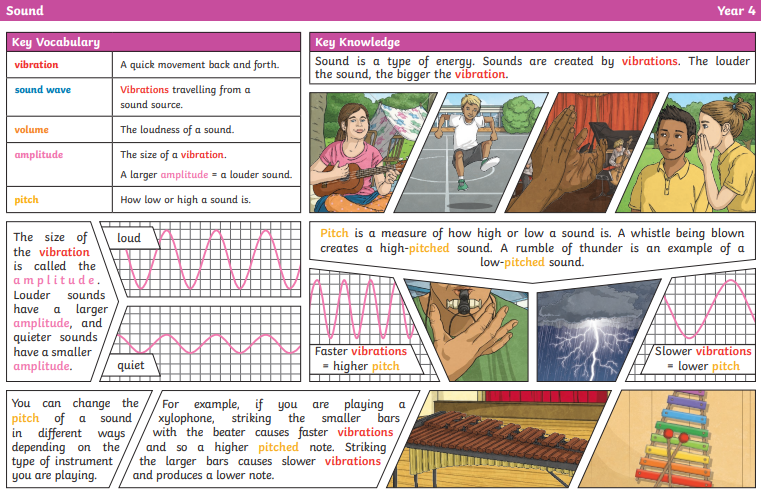 Sound
Year 4
Key Vocabulary
vibration
A quick movement back and forth.
sound wave
Vibrations travelling from a
sound source.
volume
The loudness of a sound.
amplitude
The size of a vibration.
A larger amplitude = a louder sound.
pitch
How low or high a sound is.
Key Knowledge
Sound is a type of energy. Sounds are created by vibrations. The louder
the sound, the bigger the vibration.
The size of
the vibration
is called the
amplitude.
Louder sounds
have a larger
amplitude, and
quieter sounds
have a smaller
amplitude.
loud
quiet
Pitch is a measure of how high or low a sound is. A whistle being blown
creates a high-pitched sound. A rumble of thunder is an example of a
low-pitched sound.
Faster vibrations
= higher pitch
Slower vibrations
= lower pitch
You can change the
pitch of a sound
in different ways
depending on the
type of instrument
you are playing.
For example, if you are playing a
xylophone, striking the smaller bars
with the beater causes faster vibrations
and so a higher pitched note. Striking
the larger bars causes slower vibrations
and produces a lower note.